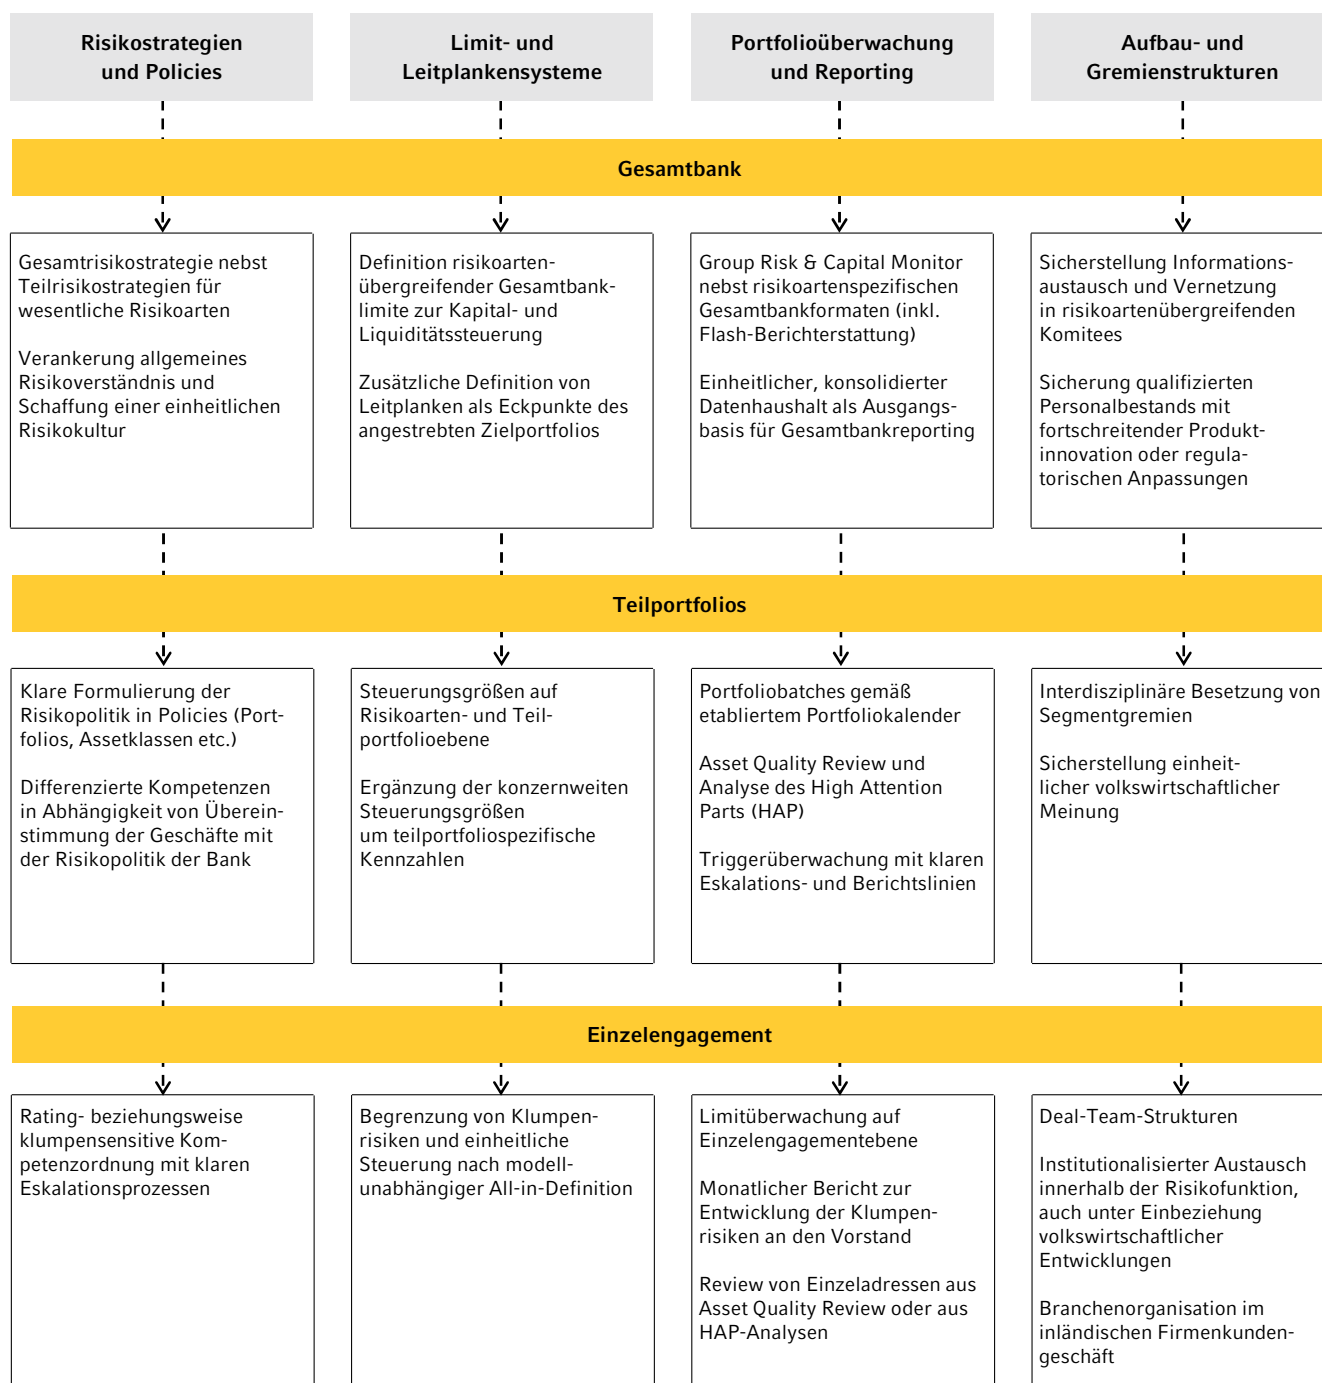 Risikostrategien
und Policies
Limit- und
Leitplankensysteme
Portfolioüberwachung
und Reporting
Aufbau- und
Gremienstrukturen
Gesamtbank
Gesamtrisikostrategie nebst
Teilrisikostrategien für
wesentliche Risikoarten
Verankerung allgemeines
Risikoverständnis und
Schaffung einer einheitlichen
Risikokultur
Definition risikoarten-
übergreifender Gesamtbank-
limite zur Kapital- und
Liquiditätssteuerung
Zusätzliche Definition von
Leitplanken als Eckpunkte des
angestrebten Zielportfolios
Group Risk & Capital Monitor
nebst risikoartenspezifischen
Gesamtbankformaten (inkl.
Flash-Berichterstattung)
Einheitlicher, konsolidierter
Datenhaushalt als Ausgangs-
basis für Gesamtbankreporting
Sicherstellung Informations-
austausch und Vernetzung
in risikoartenübergreifenden
Komitees
Sicherung qualifizierten
Personalbestands mit
fortschreitender Produkt-
innovation oder regula-
torischen Anpassungen
Teilportfolios
Klare Formulierung der
Risikopolitik in Policies (Port-
folios, Assetklassen etc.)
Differenzierte Kompetenzen
in Abhängigkeit von Überein-
stimmung der Geschäfte mit
der Risikopolitik der Bank
Steuerungsgrößen auf
Risikoarten- und Teil-
portfolioebene
Ergänzung der konzernweiten
Steuerungsgrößen
um teilportfoliospezifische
Kennzahlen
Portfoliobatches gemäß
etabliertem Portfoliokalender
Asset Quality Review und
Analyse des High Attention
Parts (HAP)
Triggerüberwachung mit klaren
Eskalations- und Berichtslinien
Interdisziplinäre Besetzung von
Segmentgremien
Sicherstellung einheit-
licher volkswirtschaftlicher
Meinung
Einzelengagement
Rating- beziehungsweise
klumpensensitive Kom-
petenzordnung mit klaren
Eskalationsprozessen
Begrenzung von Klumpen-
risiken und einheitliche
Steuerung nach modell-
unabhängiger All-in-Definition
Limitüberwachung auf
Einzelengagementebene
Monatlicher Bericht zur
Entwicklung der Klumpen-
risiken an den Vorstand
Review von Einzeladressen aus
Asset Quality Review oder aus
HAP-Analysen
Deal-Team-Strukturen
Institutionalisierter Austausch
innerhalb der Risikofunktion,
auch unter Einbeziehung
volkswirtschaftlicher
Entwicklungen
Branchenorganisation im
inländischen Firmenkunden-
geschäft